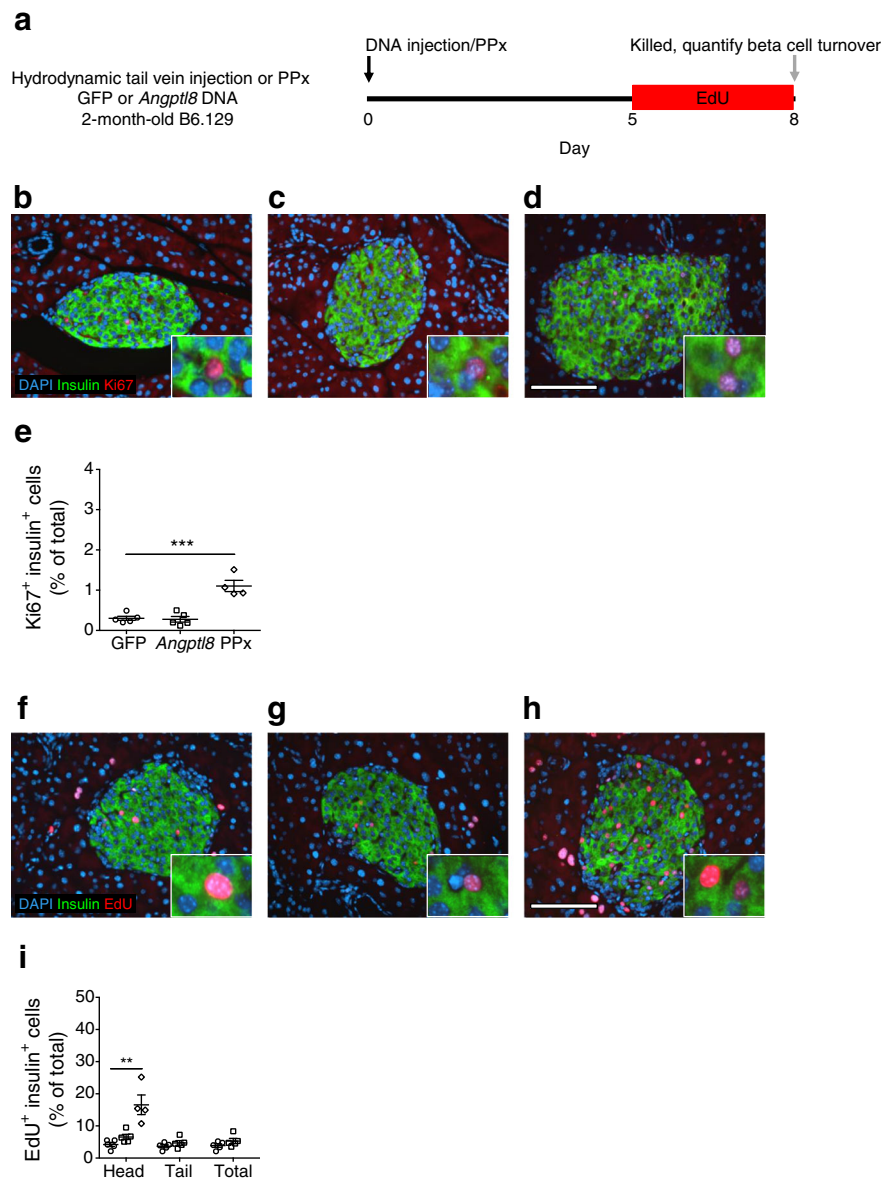 a
DNA injection/PPx
Killed, quantify beta cell turnover
Hydrodynamic tail vein injection or PPx
GFP or Angptl8 DNA
2-month-old B6.129
EdU
0 5 8
Day
b c d
DAPI Insulin Ki67
e
Ki67+ insulin+ cells
(% of total)
4
3
2
1
0
***
GFP Angptl8 PPx
f g h
DAPI Insulin EdU
i
EdU+ insulin+ cells
(% of total)
50
40
30
20
10
0
**
Head Tail Total